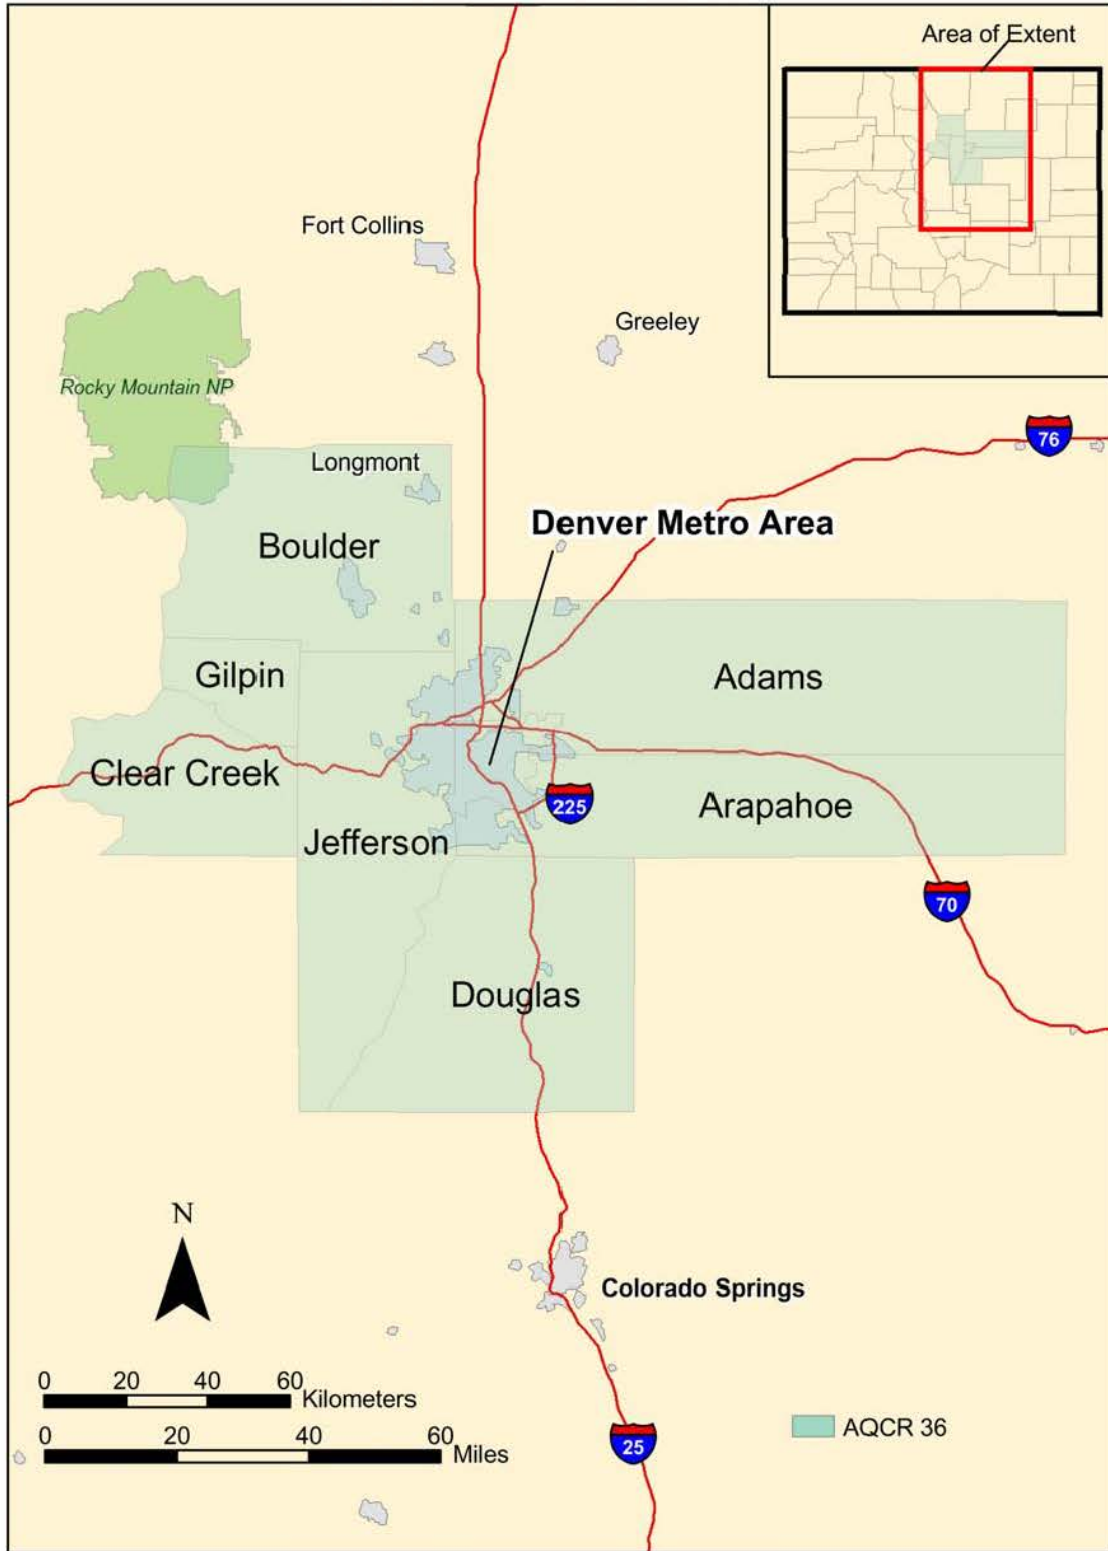 Area of Extent
Fort Collins
Greeley
Rocky Mountain NP
76
Longmont
Denver Metro Area
Boulder
Gilpin
Adams
Clear Creek
225
Arapahoe
Jefferson
70
Douglas
N
Colorado Springs
0 20 40 60 Kilometers
0 20 40 60 Miles
25
AQCR 36